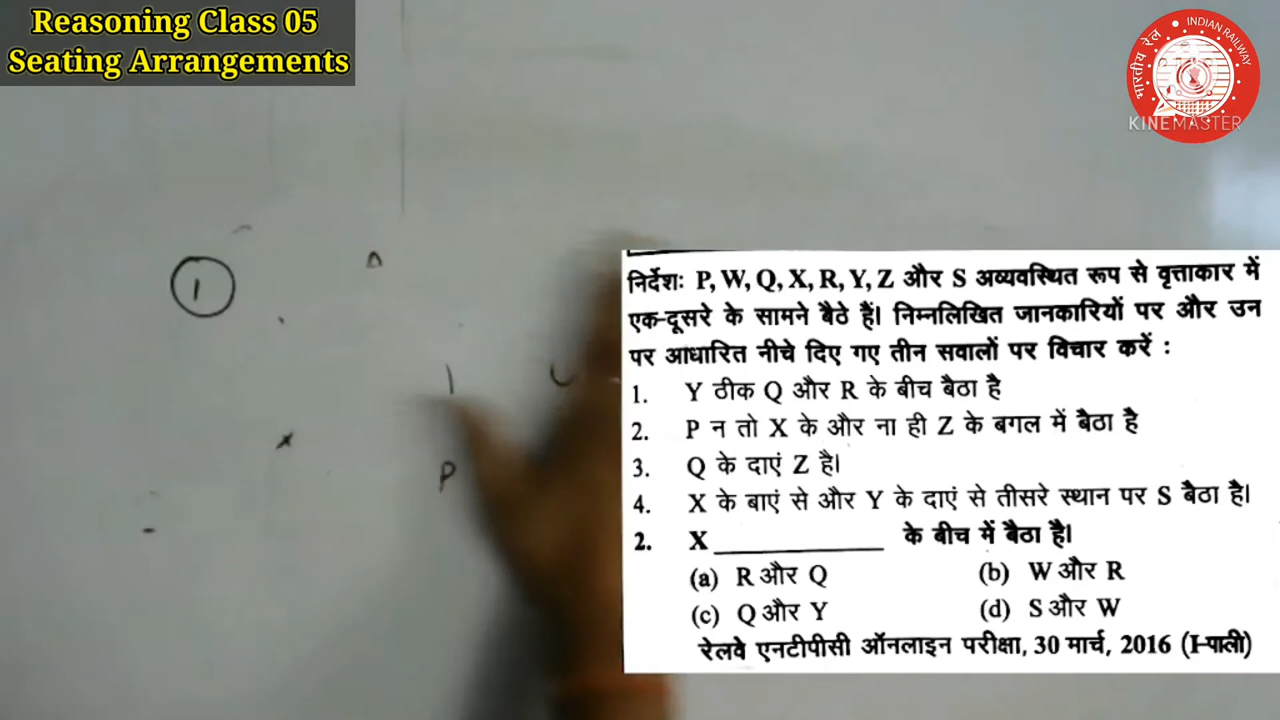 Reasoning Class 05
Seating Arrangements
भारतीय रेल INDIAN RAILWAY
KINEMASTER
1
P
निर्देशः P, W, Q, X, R, Y, Z और S अव्यवस्थित रूप से वृत्ताकार में
एक-दूसरे के सामने बैठे हैं। निम्नलिखित जानकारियों पर और उन
पर आधारित नीचे दिए गए तीन सवालों पर विचार करें :
1. Y ठीक Q और R के बीच बैठा है
2. P न तो X के और ना ही Z के बगल में बैठा है
3. Q के दाएं Z है।
4. X के बाएं से और Y के दाएं से तीसरे स्थान पर S बैठा है।
2. X __________ के बीच में बैठा है।
(a) R और Q (b) W और R
(c) Q और Y (d) S और W
रेलवे एनटीपीसी ऑनलाइन परीक्षा, 30 मार्च, 2016 (I-पाली)